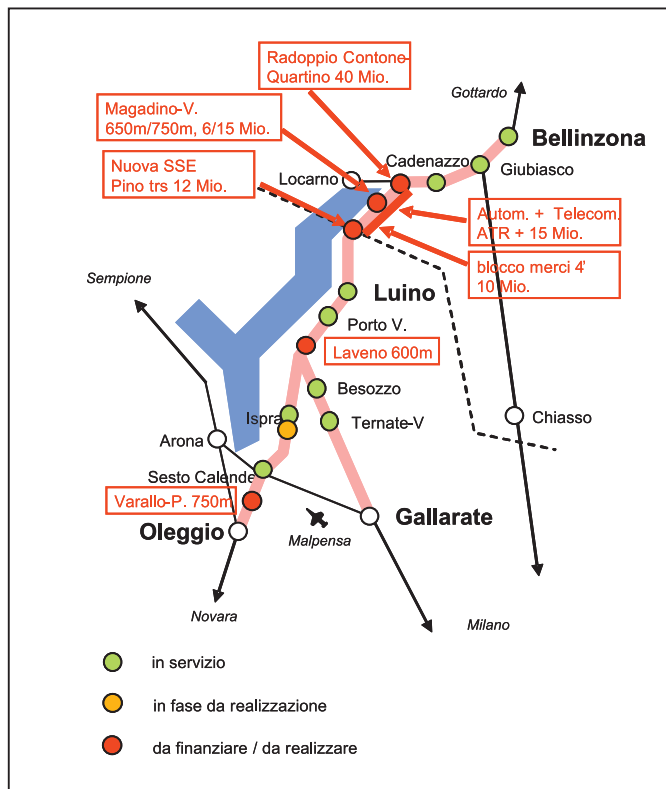 Radoppio Contone-
Quartino 40 Mio.
Gottardo
Magadino-V.
650m/750m, 6/15 Mio.
Bellinzona
Cadenazzo
Giubiasco
Nuova SSE
Pino trs 12 Mio.
Locarno
Autom. + Telecom.
ATR + 15 Mio.
blocco merci 4'
10 Mio.
Sempione
Luino
Porto V.
Laveno 600m
Besozzo
Ispra
Ternate-V
Chiasso
Arona
Sesto Calende
Varallo-P. 750m
Oleggio
Gallarate
Malpensa
Novara
Milano
in servizio
in fase da realizzazione
da finanziare / da realizzare